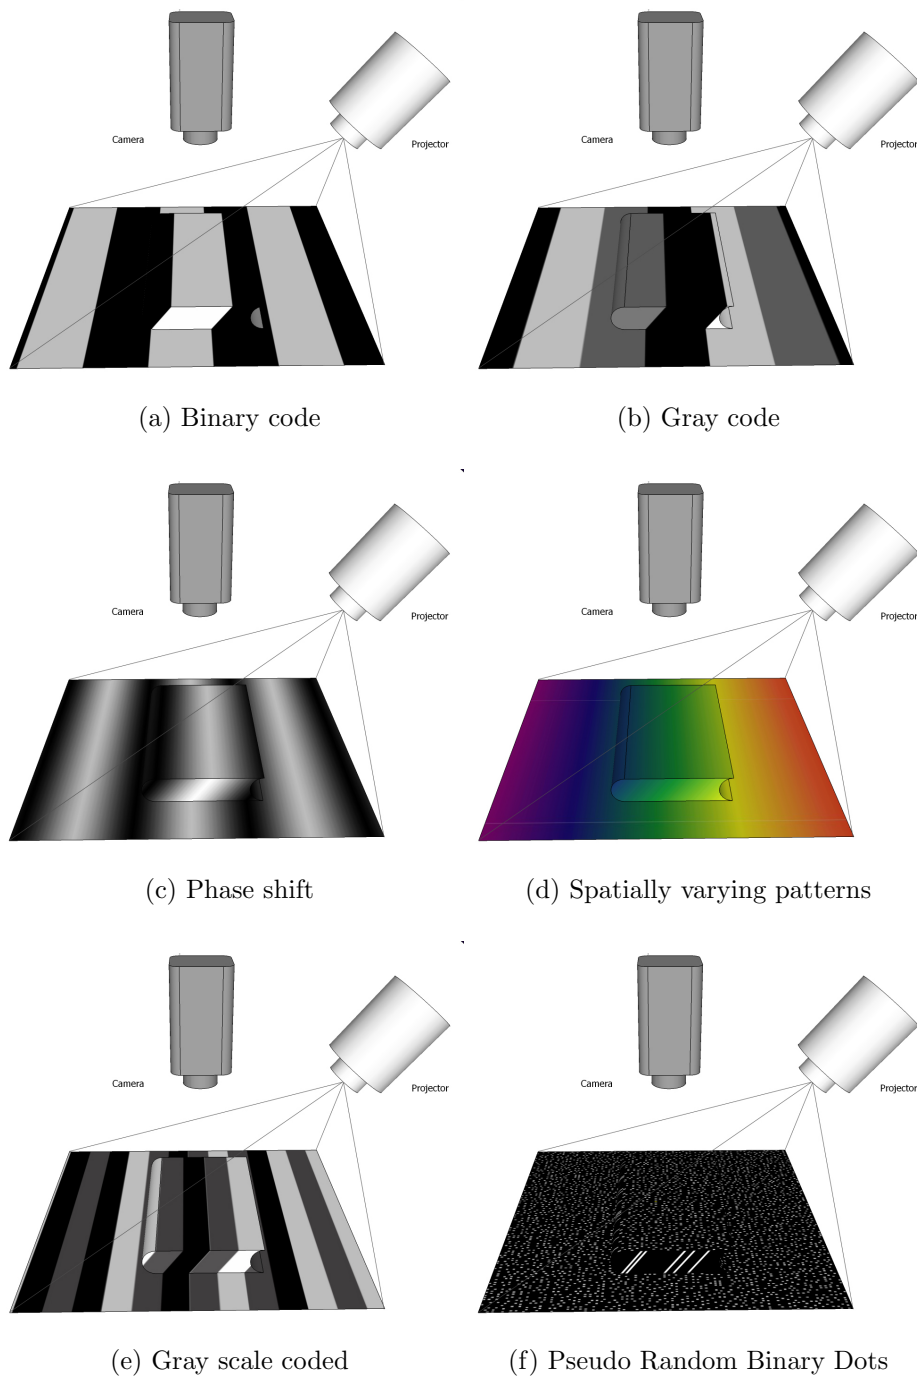 Camera
Projector
Camera
Projector
(a) Binary code
(b) Gray code
Camera
Projector
Camera
Projector
(c) Phase shift
(d) Spatially varying patterns
Camera
Projector
Camera
Projector
(e) Gray scale coded
(f) Pseudo Random Binary Dots